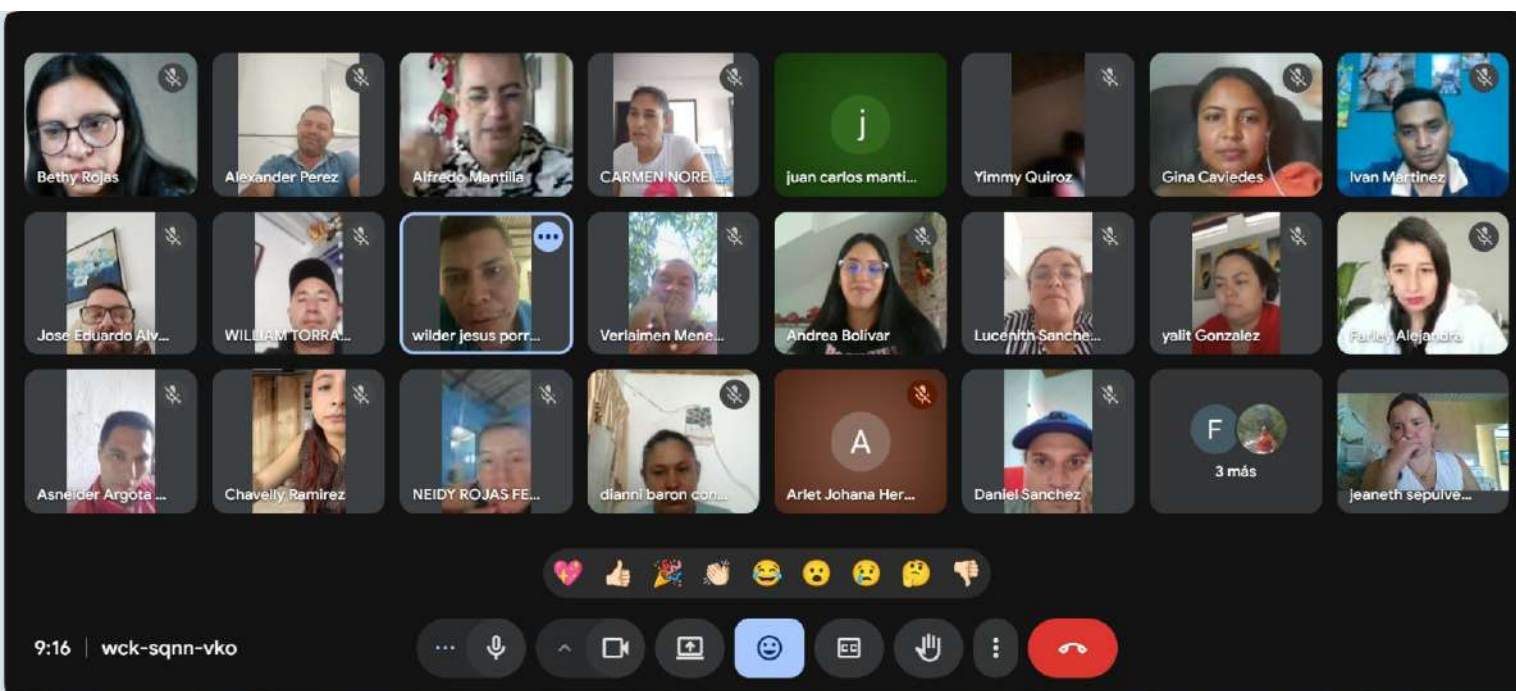 Bethy Rojas
Alexander Perez
Alfredo Mantilla
CARMEN NORE...
j
juan carlos manti...
Yimmy Quiroz
Gina Caviedes
Ivan Martinez
Jose Eduardo Alv...
WILLIAM TORRA...
wilder jesus porr...
Verlaimen Mene...
Andrea Bolivar
Lucenith Sanche...
yalit Gonzalez
Farley Alejandra
Asneider Argota ...
Chavelly Ramirez
NEIDY ROJAS FE...
dianni baron con...
A
Arlet Johana Her...
Daniel Sanchez
F
3 más
jeaneth sepulve...
9:16 | wck-sqnn-vko
CC